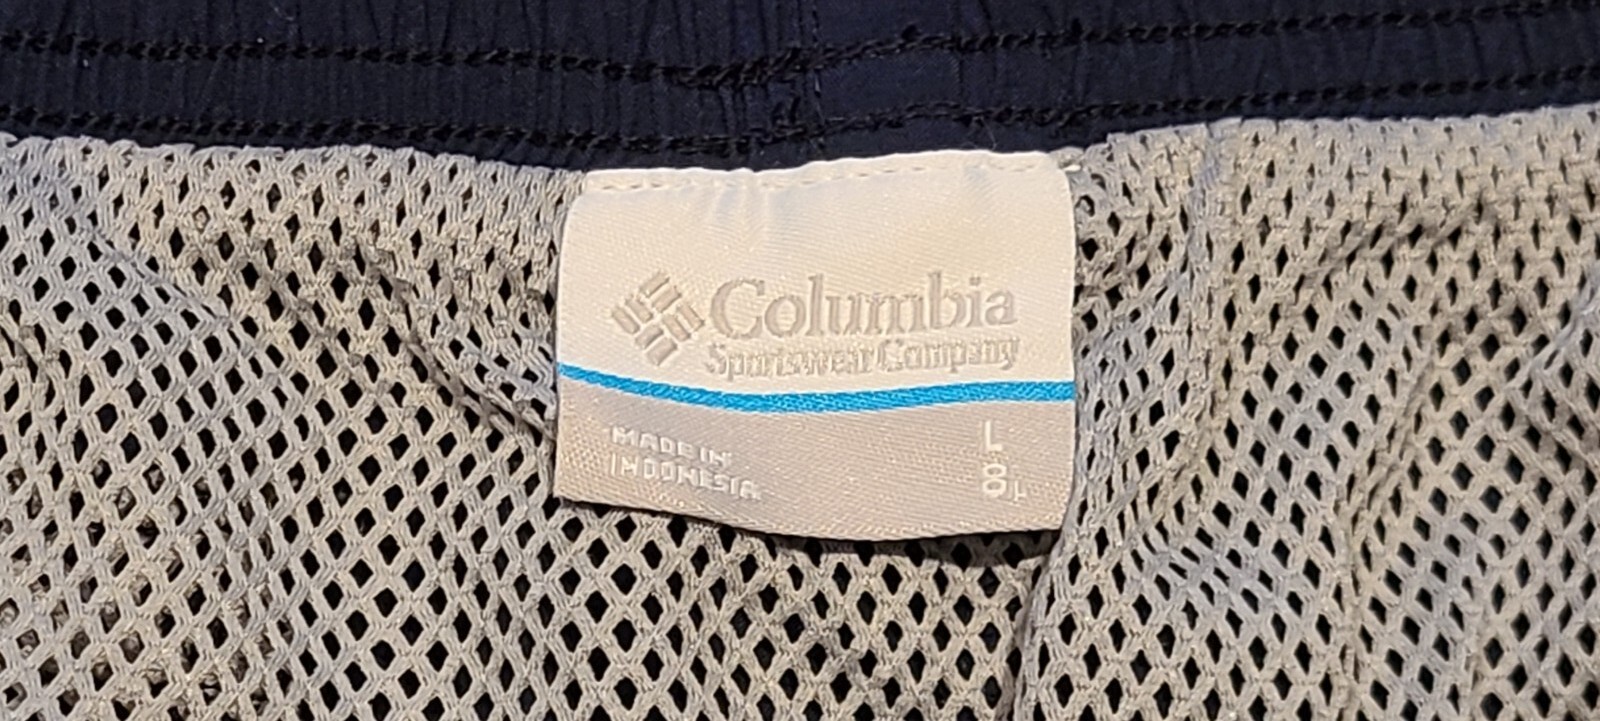 Columbia
Sportswear Company
MADE IN
INDONESIA
L
8"